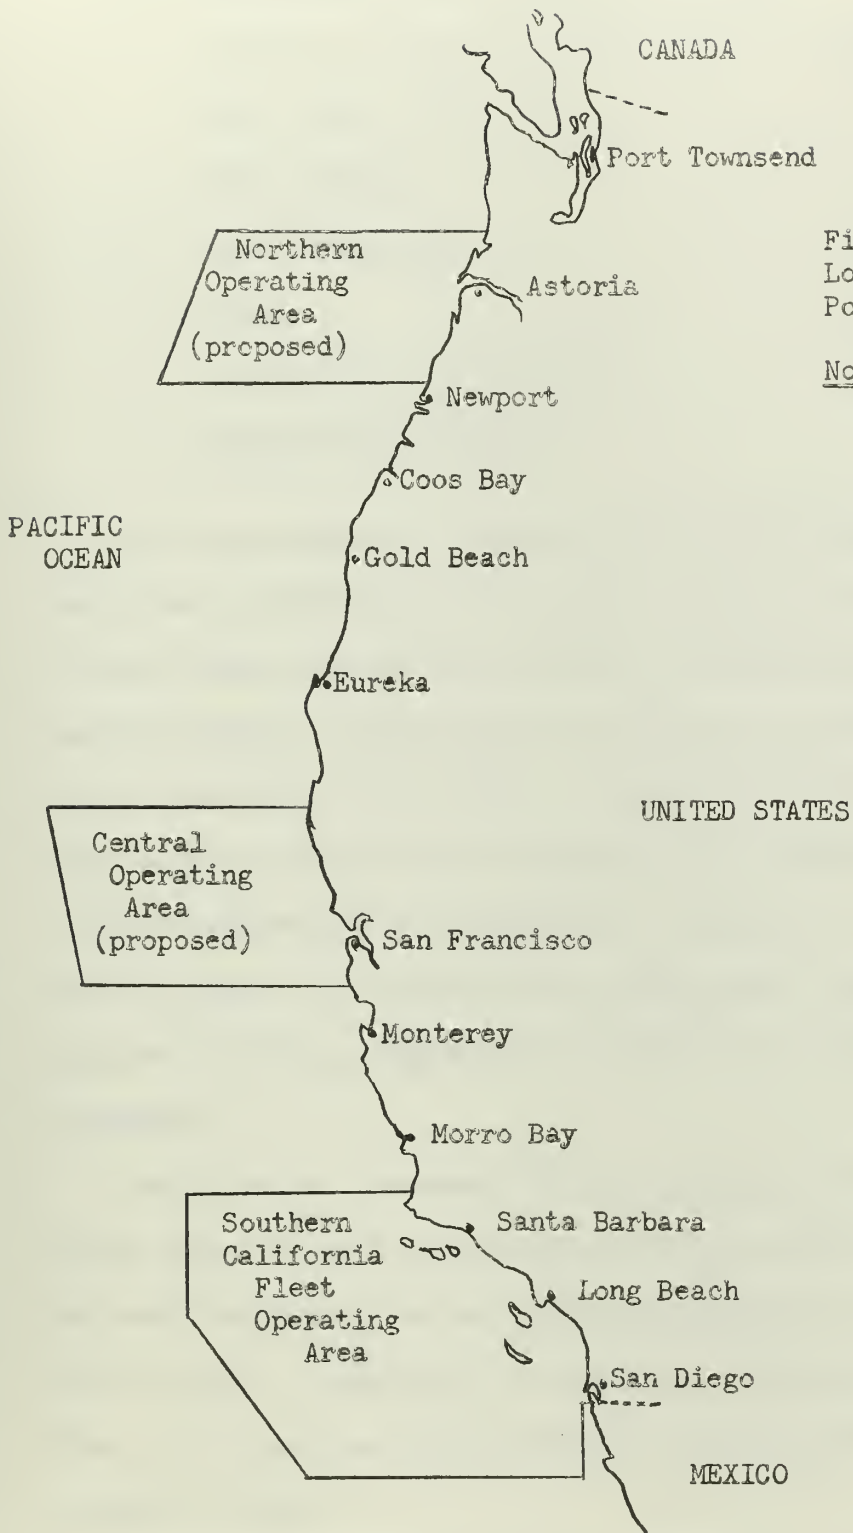 CANADA
Port Townsend
Northern
Operating
Area
(proposed)
Astoria
Newport
Coos Bay
PACIFIC
OCEAN
Gold Beach
Eureka
UNITED STATES
Central
Operating
Area
(proposed)
San Francisco
Monterey
Morro Bay
Southern
California
Fleet
Operating
Area
Santa Barbara
Long Beach
San Diego
MEXICO